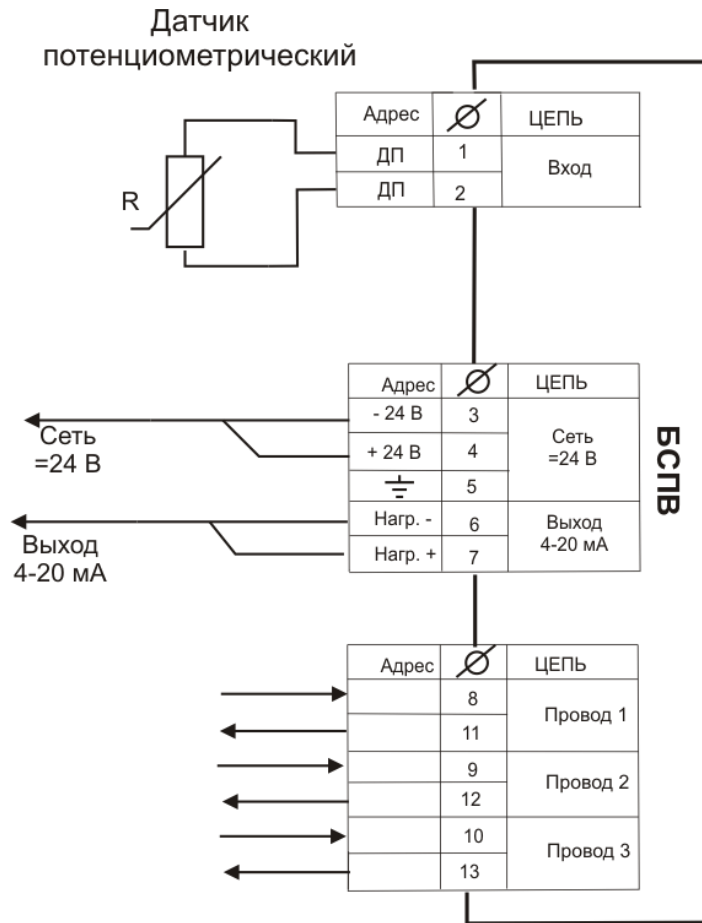 Датчик
потенциометрический
Адрес ЦЕПЬ
ДП 1 Вход
ДП 2
R
Адрес ЦЕПЬ
- 24 В 3 Сеть
+ 24 В 4 =24 В
5
Нагр. - 6 Выход
Нагр. + 7 4-20 мА
Сеть
=24 В
Выход
4-20 мА
БСПВ
Адрес ЦЕПЬ
8 Провод 1
11
9 Провод 2
12
10 Провод 3
13